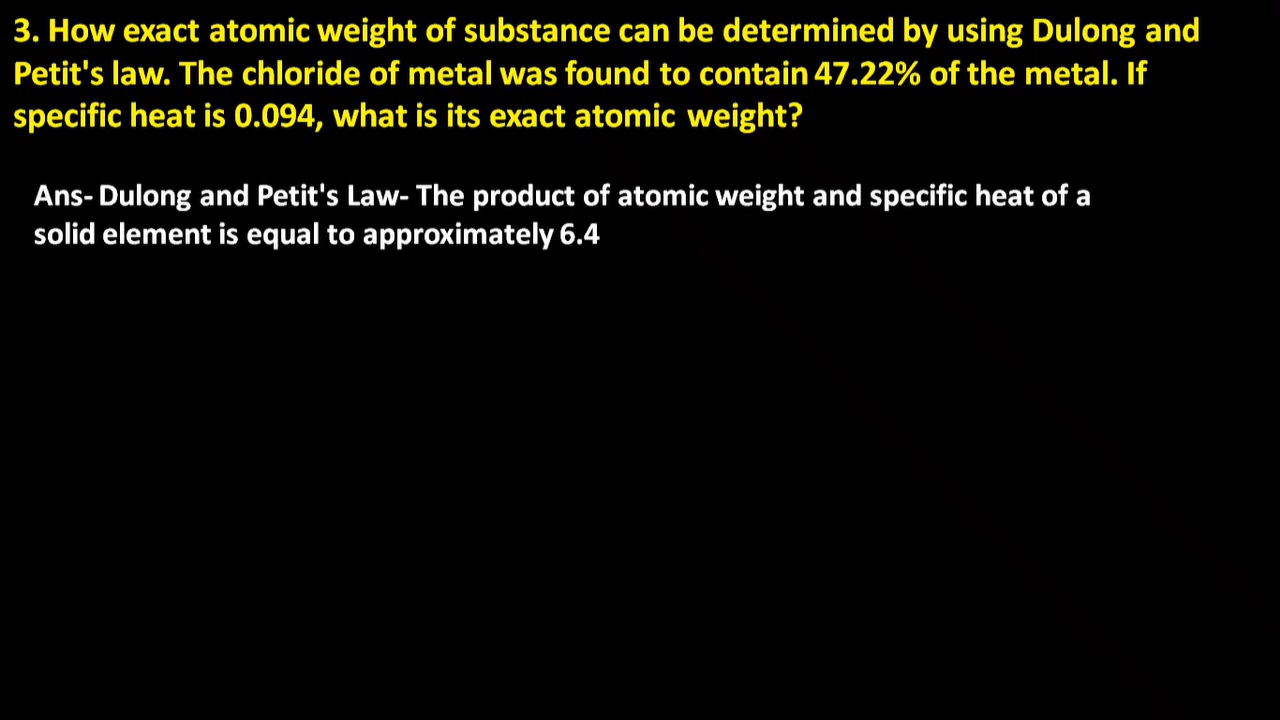 3. How exact atomic weight of substance can be determined by using Dulong and
Petit's law. The chloride of metal was found to contain 47.22% of the metal. If
specific heat is 0.094, what is its exact atomic weight?
Ans- Dulong and Petit's Law- The product of atomic weight and specific heat of a
solid element is equal to approximately 6.4